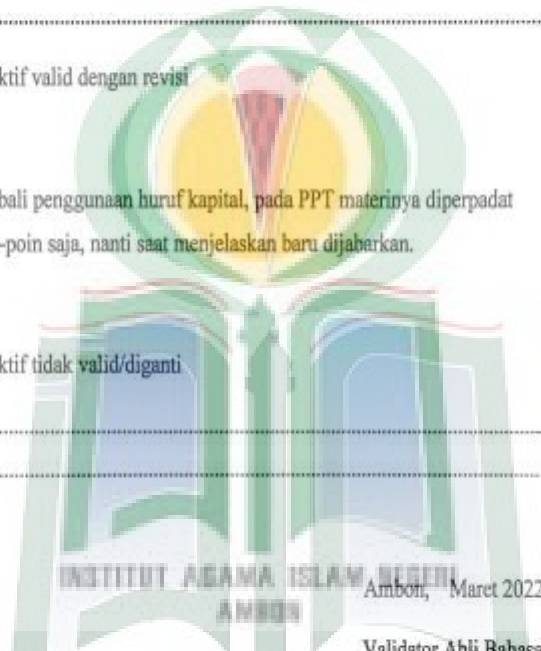 ktif valid dengan revisi
bali penggunaan huruf kapital, pada PPT materinya diperpadat
-poin saja, nanti saat menjelaskan baru dijabarkan.
ktif tidak valid/diganti
INSTITUT AGAMA ISLAM NEGERI
AMBON
Ambon, Maret 2022
Validator Ahli Bahasa